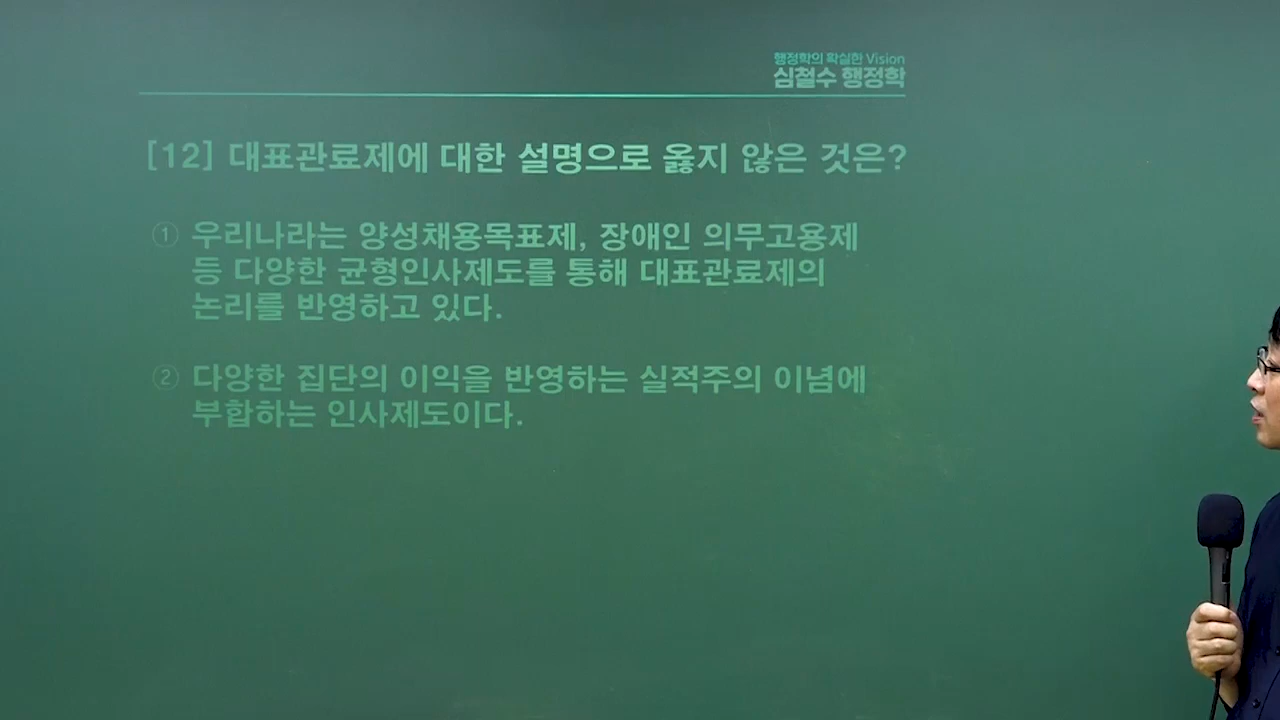 행정학의 확실한 Vision
심철수 행정학
[12] 대표관료제에 대한 설명으로 옳지 않은 것은?
① 우리나라는 양성채용목표제, 장애인 의무고용제
등 다양한 균형인사제도를 통해 대표관료제의
논리를 반영하고 있다.
② 다양한 집단의 이익을 반영하는 실적주의 이념에
부합하는 인사제도이다.